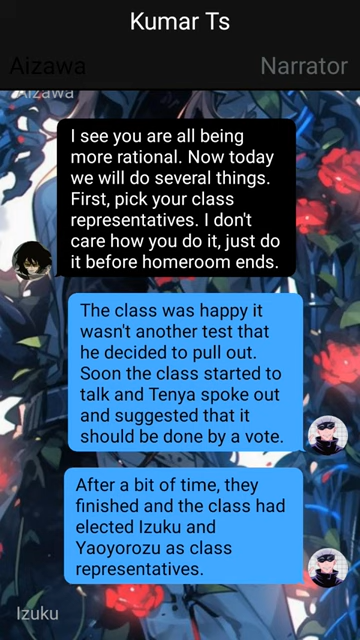 Kumar Ts
Aizawa
Narrator
Aizawa
I see you are all being
more rational. Now today
we will do several things.
First, pick your class
representatives. I don't
care how you do it, just do
it before homeroom ends.
The class was happy it
wasn't another test that
he decided to pull out.
Soon the class started to
talk and Tenya spoke out
and suggested that it
should be done by a vote.
After a bit of time, they
finished and the class had
elected Izuku and
Yaoyorozu as class
representatives.
Izuku